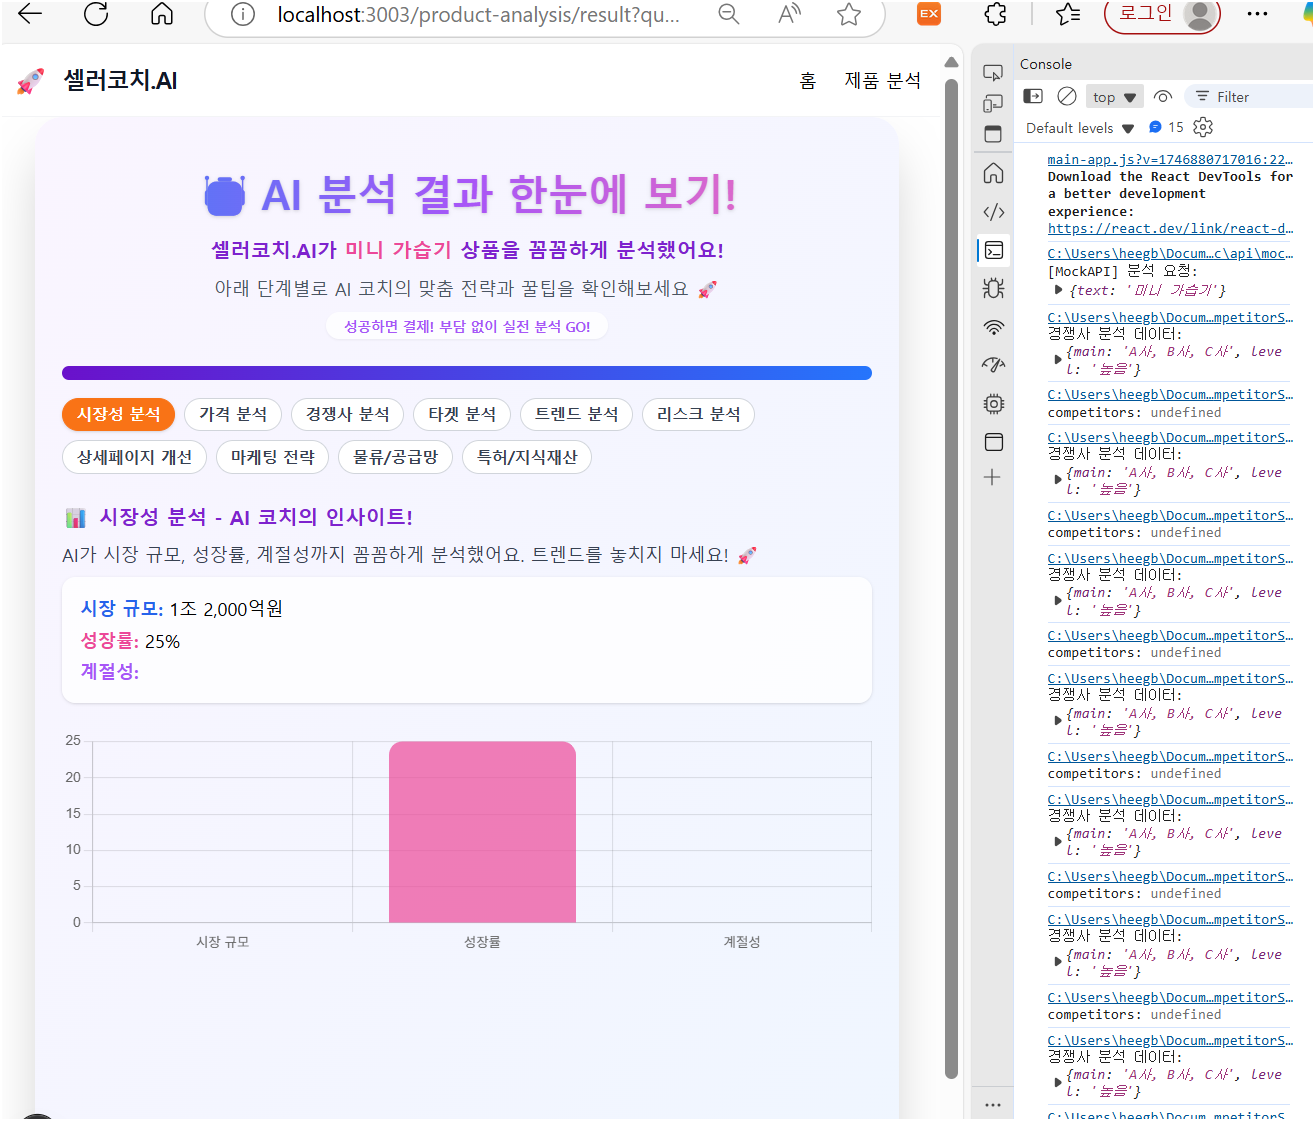 localhost:3003/product-analysis/result?qu...
EX
로그인
셀러코치.AI
홈
제품 분석
AI 분석 결과 한눈에 보기!
셀러코치.AI가 미니 가습기 상품을 꼼꼼하게 분석했어요!
아래 단계별로 AI 코치의 맞춤 전략과 꿀팁을 확인해보세요 🚀
성공하면 결제! 부담 없이 실전 분석 GO!
시장성 분석
가격 분석
경쟁사 분석
타겟 분석
트렌드 분석
리스크 분석
상세페이지 개선
마케팅 전략
물류/공급망
특허/지식재산
📊 시장성 분석 - AI 코치의 인사이트!
AI가 시장 규모, 성장률, 계절성까지 꼼꼼하게 분석했어요. 트렌드를 놓치지 마세요! 🚀
시장 규모: 1조 2,000억원
성장률: 25%
계절성:
25
20
15
10
5
0
시장 규모
성장률
계절성
Console
top
Filter
Default levels
15
main-app.js?v=1746880717016:22…
Download the React DevTools for
a better development
experience:
https://react.dev/link/react-d…
C:\Users\heegb\Docum…c\api\moc…
[MockAPI] 분석 요청:
{text: '미니 가습기'}
C:\Users\heegb\Docum…mpetitorS…
경쟁사 분석 데이터:
{main: 'A사, B사, C사', leve
l: '높음'}
C:\Users\heegb\Docum…mpetitorS…
competitors: undefined
C:\Users\heegb\Docum…mpetitorS…
경쟁사 분석 데이터:
{main: 'A사, B사, C사', leve
l: '높음'}
C:\Users\heegb\Docum…mpetitorS…
competitors: undefined
C:\Users\heegb\Docum…mpetitorS…
경쟁사 분석 데이터:
{main: 'A사, B사, C사', leve
l: '높음'}
C:\Users\heegb\Docum…mpetitorS…
competitors: undefined
C:\Users\heegb\Docum…mpetitorS…
경쟁사 분석 데이터:
{main: 'A사, B사, C사', leve
l: '높음'}
C:\Users\heegb\Docum…mpetitorS…
competitors: undefined
C:\Users\heegb\Docum…mpetitorS…
경쟁사 분석 데이터:
{main: 'A사, B사, C사', leve
l: '높음'}
C:\Users\heegb\Docum…mpetitorS…
competitors: undefined
C:\Users\heegb\Docum…mpetitorS…
경쟁사 분석 데이터:
{main: 'A사, B사, C사', leve
l: '높음'}
C:\Users\heegb\Docum…mpetitorS…
competitors: undefined
C:\Users\heegb\Docum…mpetitorS…
경쟁사 분석 데이터:
{main: 'A사, B사, C사', leve
l: '높음'}
C:\Users\heegb\Docum…mpetitorS…